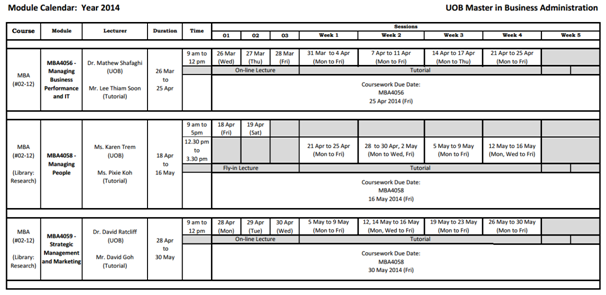 Module Calendar: Year 2014
UOB Master in Business Administration
Course Module Lecturer Duration Time Sessions
01 02 03 Week 1 Week 2 Week 3 Week 4 Week 5
MBA
(#02-12)
MBA4056 -
Managing
Business
Performance
and IT
Dr. Mathew Shafaghi
(UOB)
Mr. Lee Thiam Soon
(Tutorial)
26 Mar
to
25 Apr
9 am to
12 pm
26 Mar
(Wed)
27 Mar
(Thu)
28 Mar
(Fri)
31 Mar to 4 Apr
(Mon to Fri)
7 Apr to 11 Apr
(Mon to Fri)
14 Apr to 17 Apr
(Mon to Thu)
21 Apr to 25 Apr
(Mon to Fri)
On-line Lecture
Tutorial
Coursework Due Date:
MBA4056
25 Apr 2014 (Fri)
MBA
(#02-12)
(Library:
Research)
MBA4058 -
Managing
People
Ms. Karen Trem
(UOB)
Ms. Pixie Koh
(Tutorial)
18 Apr
to
16 May
9 am to
5pm
18 Apr
(Fri)
19 Apr
(Sat)
12.30 pm
to
3.30 pm
21 Apr to 25 Apr
(Mon to Fri)
28 to 30 Apr, 2 May
(Mon to Wed, Fri)
5 May to 9 May
(Mon to Fri)
12 May to 16 May
(Mon, Wed to Fri)
Fly-in Lecture
Tutorial
Coursework Due Date:
MBA4058
16 May 2014 (Fri)
MBA
(#02-12)
(Library:
Research)
MBA4059 -
Strategic
Management
and Marketing
Dr. David Ratcliff
(UOB)
Mr. David Goh
(Tutorial)
28 Apr
to
30 May
9 am to
12 pm
28 Apr
(Mon)
29 Apr
(Tue)
30 Apr
(Wed)
5 May to 9 May
(Mon to Fri)
12, 14 May to 16 May
(Mon, Wed to Fri)
19 May to 23 May
(Mon to Fri)
26 May to 30 May
(Mon to Fri)
On-line Lecture
Tutorial
Coursework Due Date:
MBA4058
30 May 2014 (Fri)